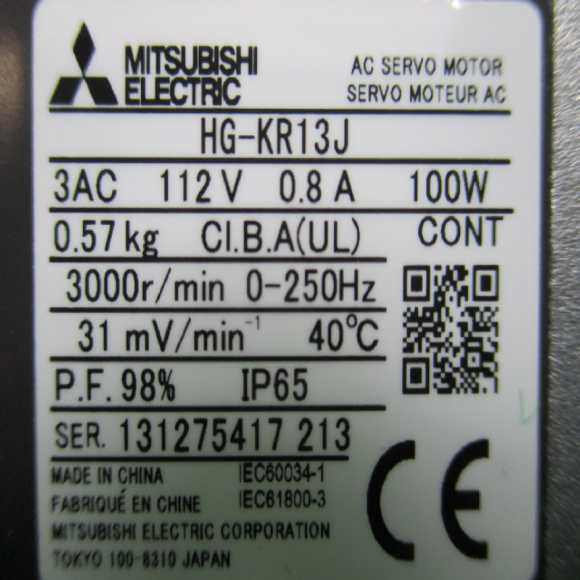 MITSUBISHI
ELECTRIC
AC SERVO MOTOR
SERVO MOTEUR AC
HG-KR13J
3AC 112V 0.8A 100W
0.57kg CI.B.A(UL) CONT
3000r/min 0-250Hz
31 mV/min⁻¹ 40℃
P.F. 98% IP65
SER. 131275417 213
MADE IN CHINA IEC60034-1
FABRIQUÉ EN CHINE IEC61800-3
MITSUBISHI ELECTRIC CORPORATION
TOKYO 100-8310 JAPAN
CE